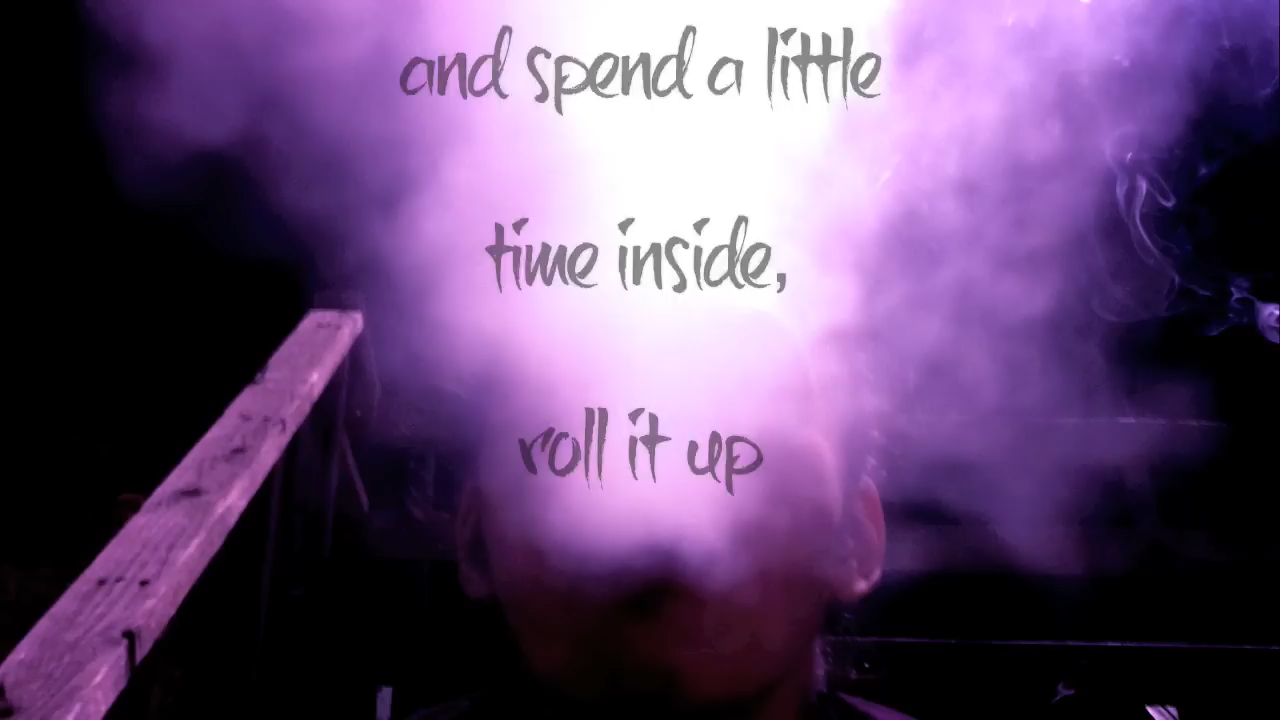 and spend a little
time inside,
roll it up